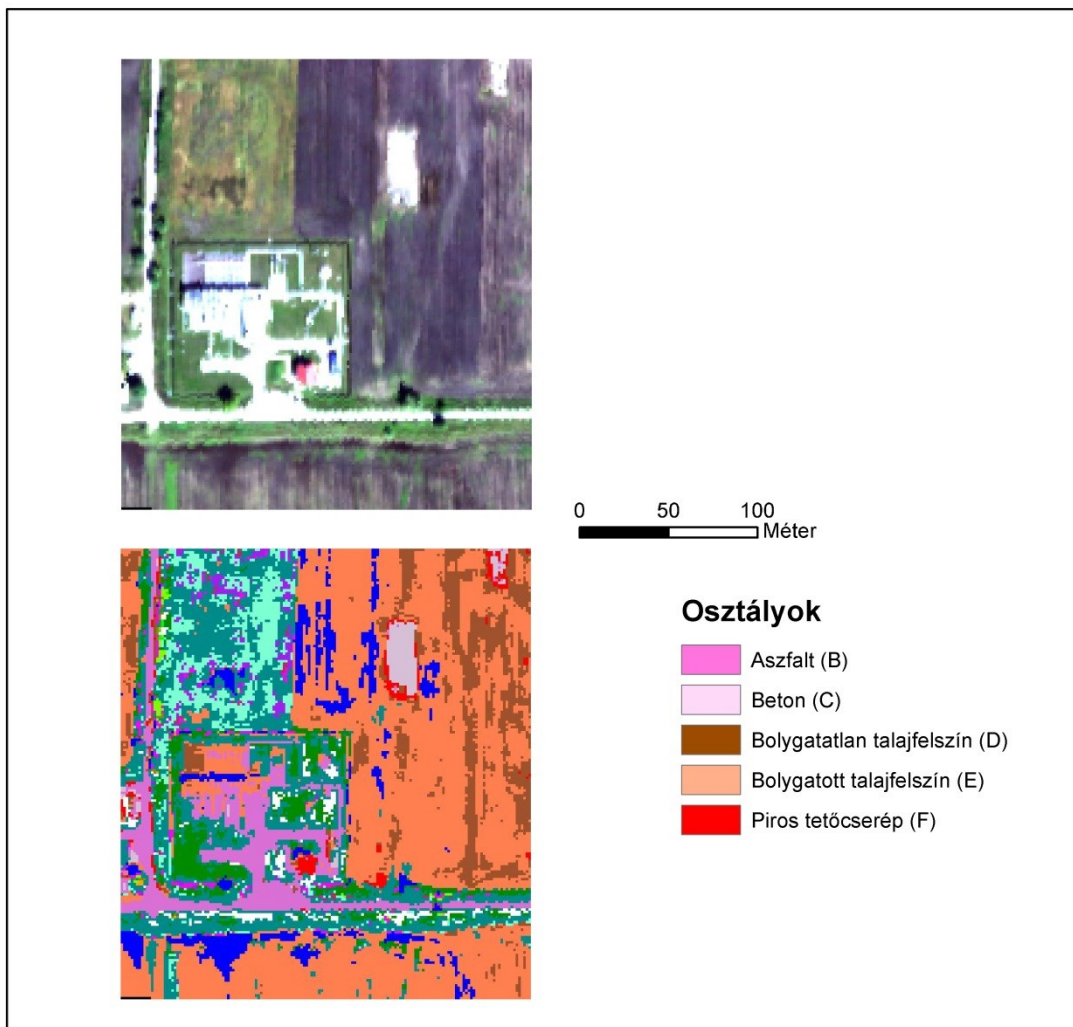 0 50 100
Méter
Osztályok
Aszfalt (B)
Beton (C)
Bolygatatlan talajfelszín (D)
Bolygatott talajfelszín (E)
Piros tetőcserép (F)